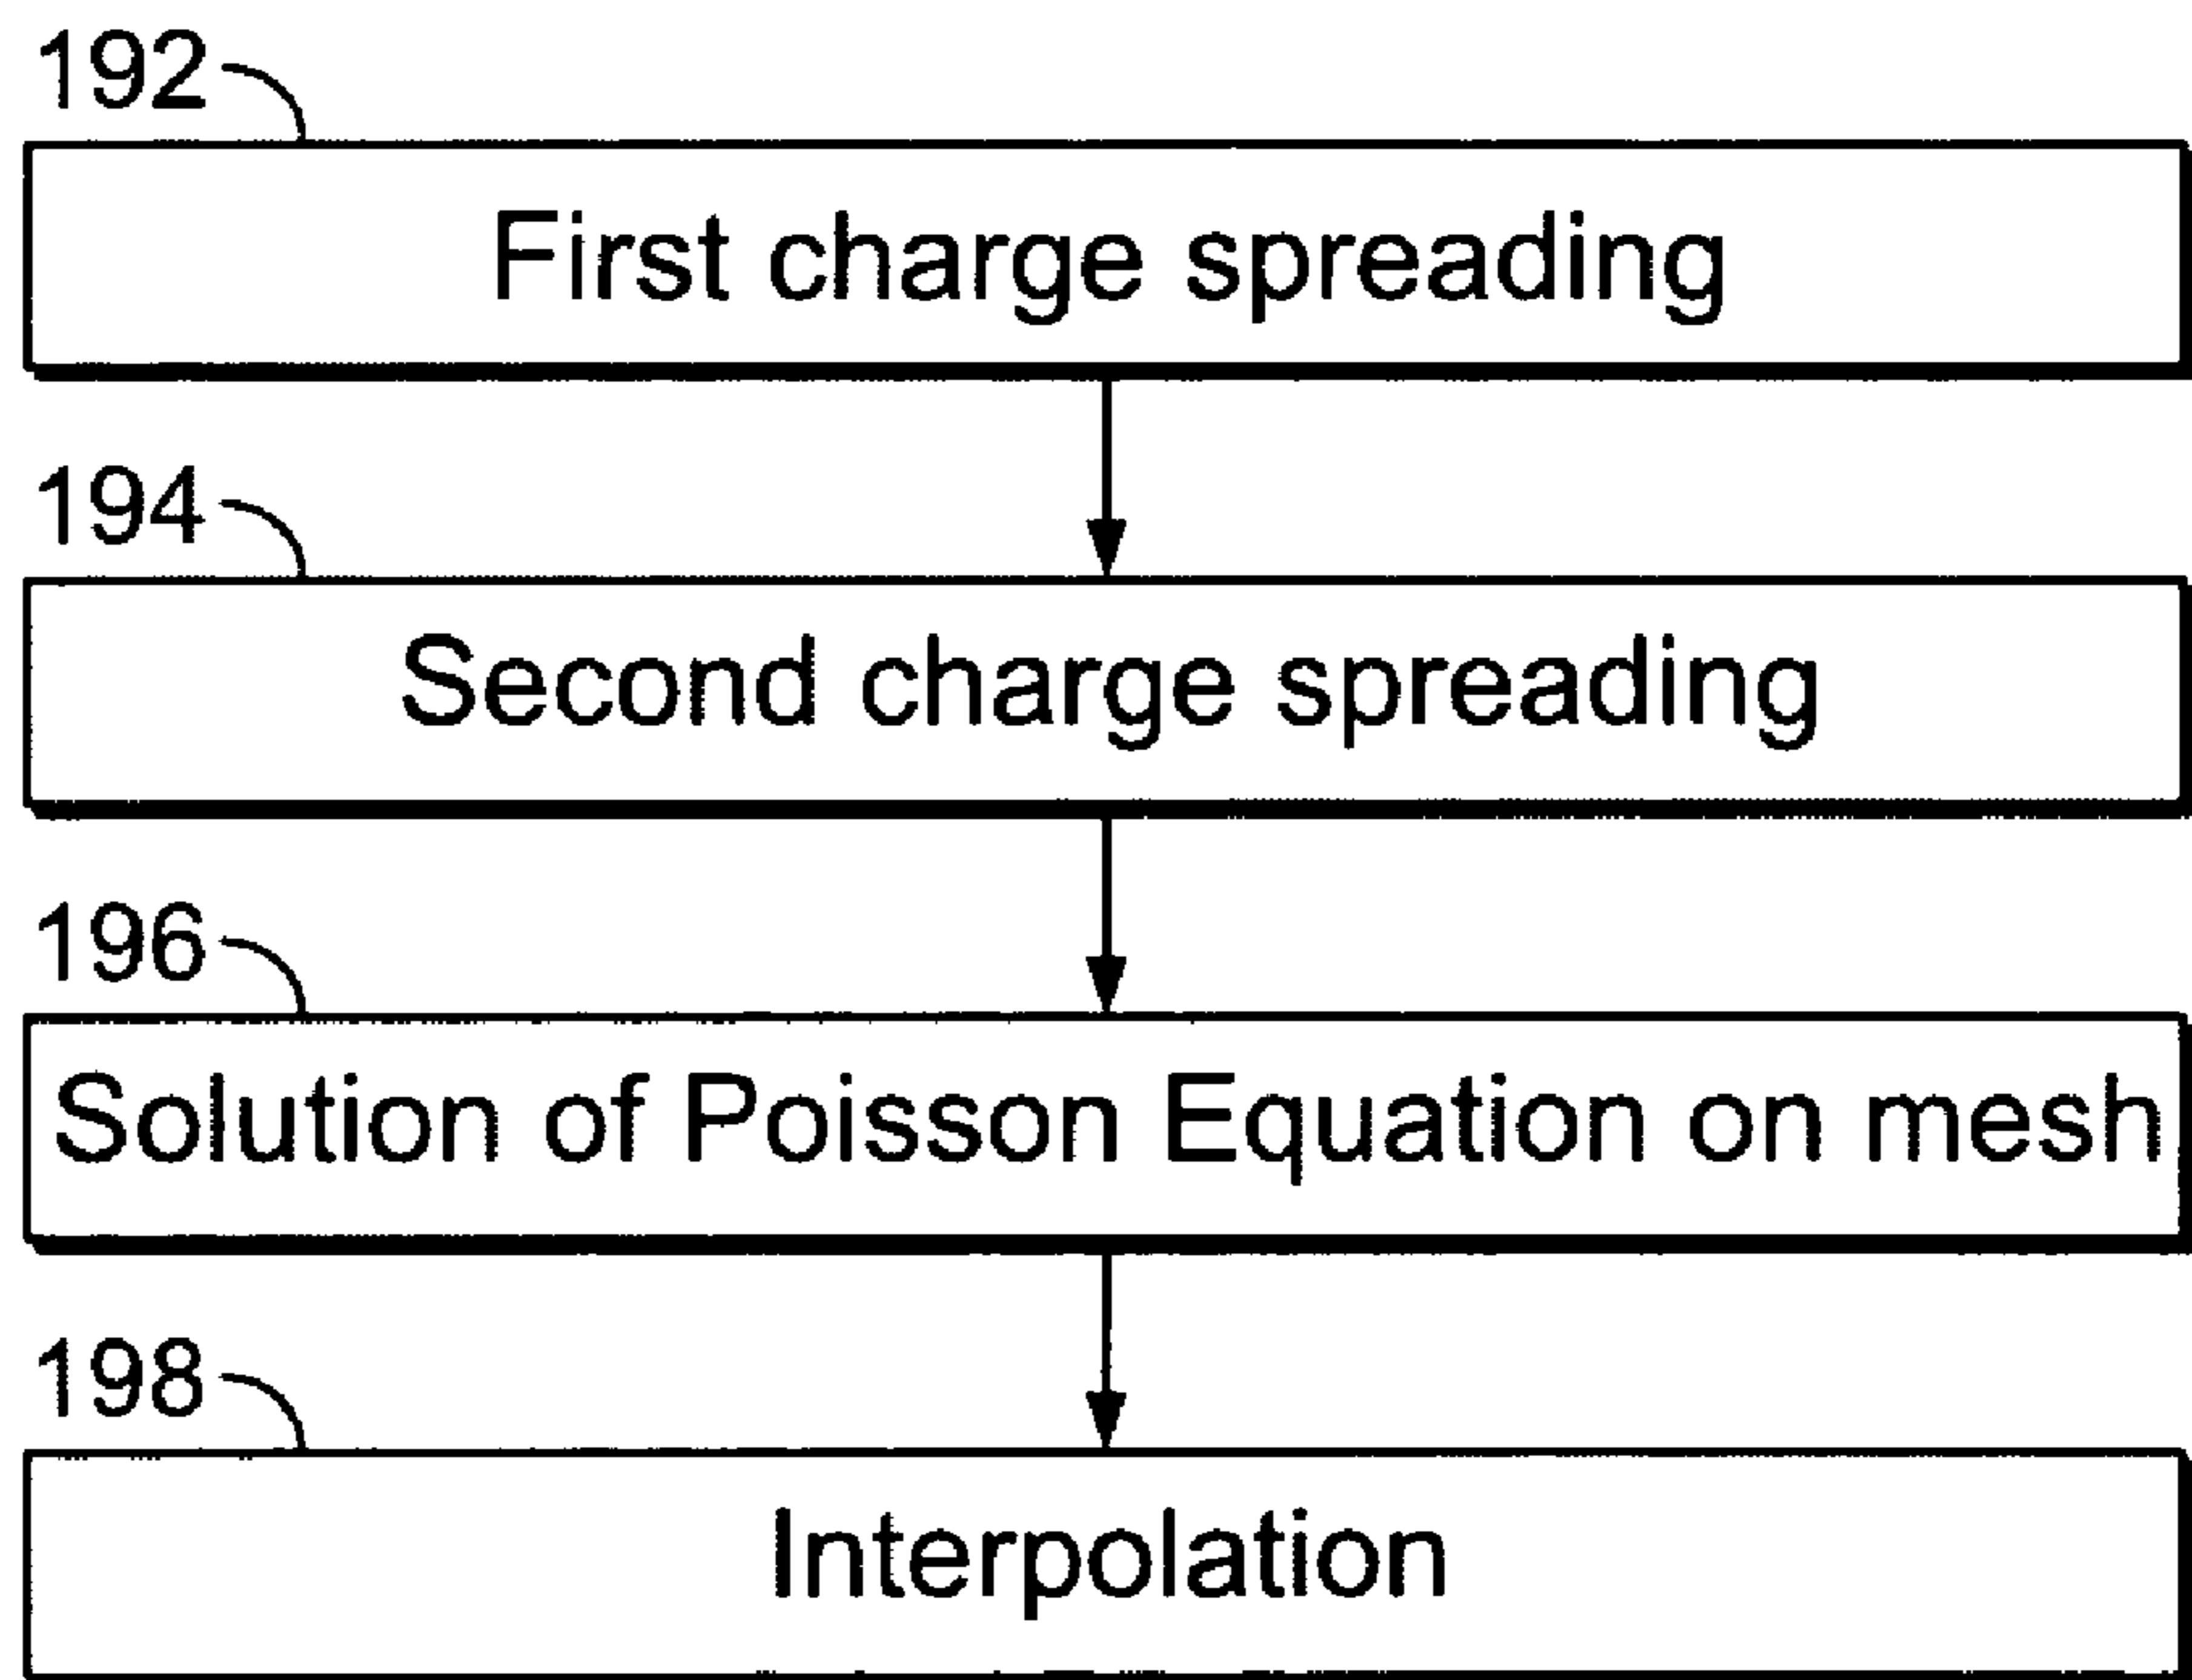 192
First charge spreading
194
Second charge spreading
196
Solution of Poisson Equation on mesh
198
Interpolation